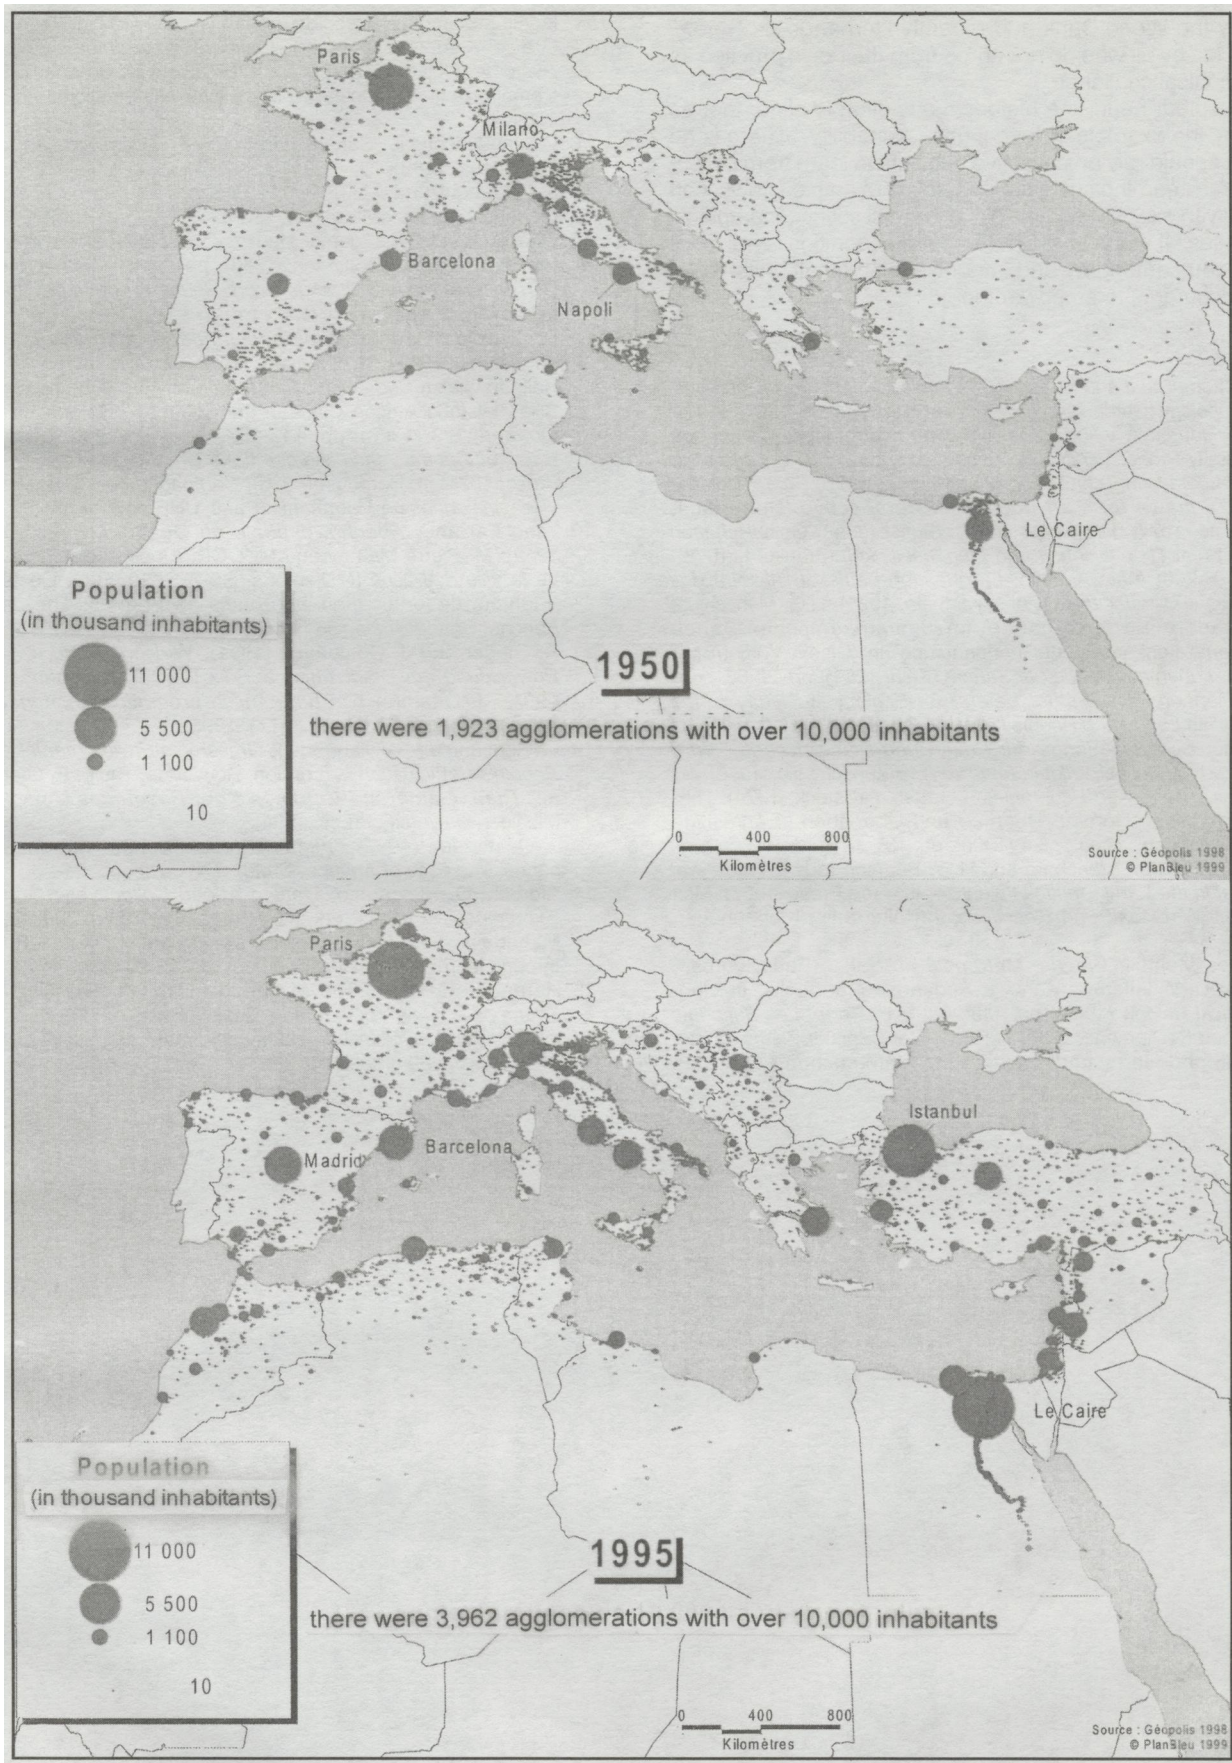 Paris
Milano
Barcelona
Napoli
Le Caire
Population
(in thousand inhabitants)
11 000
5 500
1 100
10
1950
there were 1,923 agglomerations with over 10,000 inhabitants
0 400 800
Kilomètres
Source : Géopolis 1998
© PlanBleu 1999
Paris
Istanbul
Barcelona
Madrid
Le Caire
Population
(in thousand inhabitants)
11 000
5 500
1 100
10
1995
there were 3,962 agglomerations with over 10,000 inhabitants
0 400 800
Kilomètres
Source : Géopolis 1998
© PlanBleu 1999